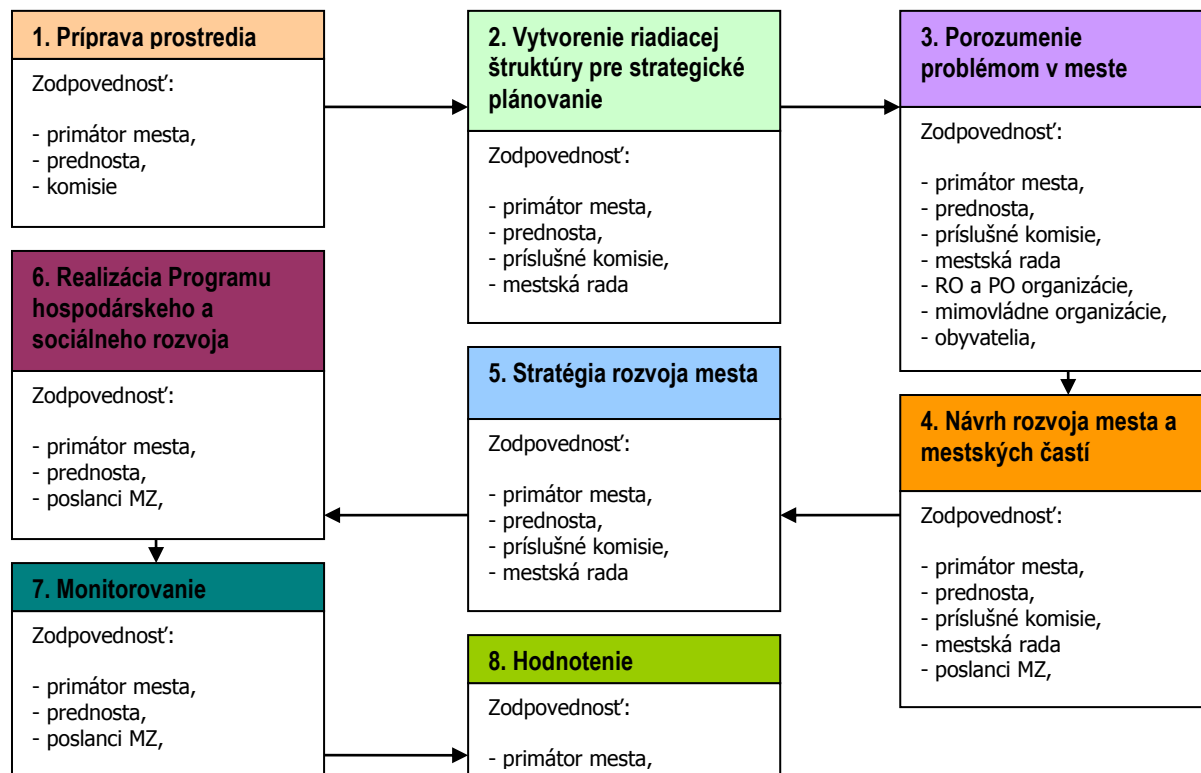 1. Príprava prostredia
Zodpovednosť:
- primátor mesta,
- prednosta,
- komisie
2. Vytvorenie riadiacej
štruktúry pre strategické
plánovanie
Zodpovednosť:
- primátor mesta,
- prednosta,
- príslušné komisie,
- mestská rada
3. Porozumenie
problémom v meste
Zodpovednosť:
- primátor mesta,
- prednosta,
- príslušné komisie,
- mestská rada
- RO a PO organizácie,
- mimovládne organizácie,
- obyvatelia,
4. Návrh rozvoja mesta a
mestských častí
Zodpovednosť:
- primátor mesta,
- prednosta,
- príslušné komisie,
- mestská rada
- poslanci MZ,
5. Stratégia rozvoja mesta
Zodpovednosť:
- primátor mesta,
- prednosta,
- príslušné komisie,
- mestská rada
6. Realizácia Programu
hospodárskeho a
sociálneho rozvoja
Zodpovednosť:
- primátor mesta,
- prednosta,
- poslanci MZ,
7. Monitorovanie
Zodpovednosť:
- primátor mesta,
- prednosta,
- poslanci MZ,
8. Hodnotenie
Zodpovednosť:
- primátor mesta,